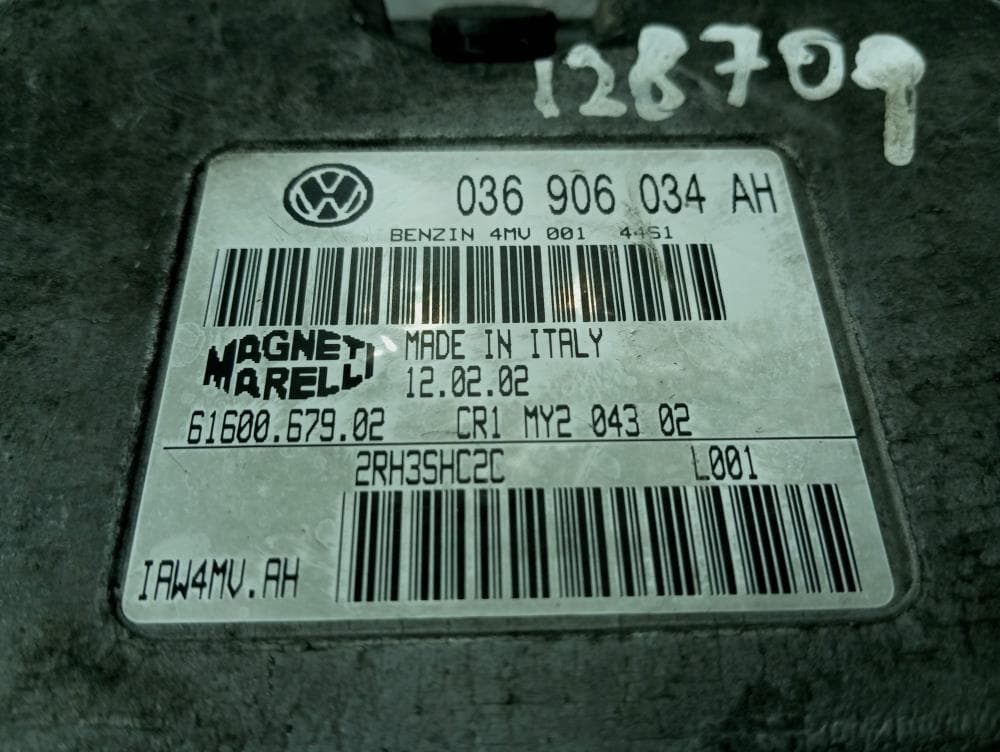 128709
036 906 034 AH
BENZIN 4MV 001 4451
MAGNETI
MARELLI
MADE IN ITALY
12.02.02
61600.679.02 CR1 MY2 043 02
2RH3SHC2C L001
IAW4MV.AH